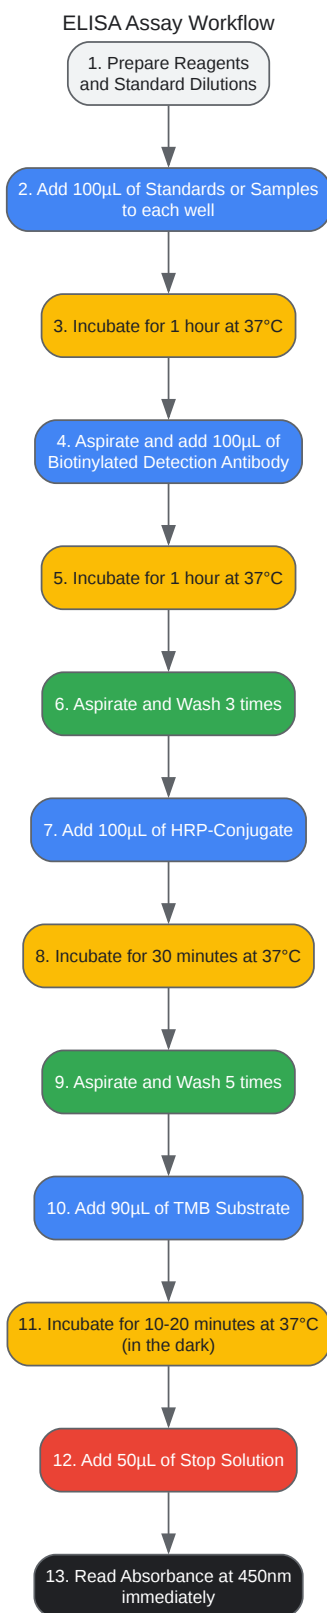 ELISA Assay Workflow
1. Prepare Reagents
and Standard Dilutions
2. Add 100µL of Standards or Samples
to each well
3. Incubate for 1 hour at 37°C
4. Aspirate and add 100µL of
Biotinylated Detection Antibody
5. Incubate for 1 hour at 37°C
6. Aspirate and Wash 3 times
7. Add 100µL of HRP-Conjugate
8. Incubate for 30 minutes at 37°C
9. Aspirate and Wash 5 times
10. Add 90µL of TMB Substrate
11. Incubate for 10-20 minutes at 37°C
(in the dark)
12. Add 50µL of Stop Solution
13. Read Absorbance at 450nm
immediately